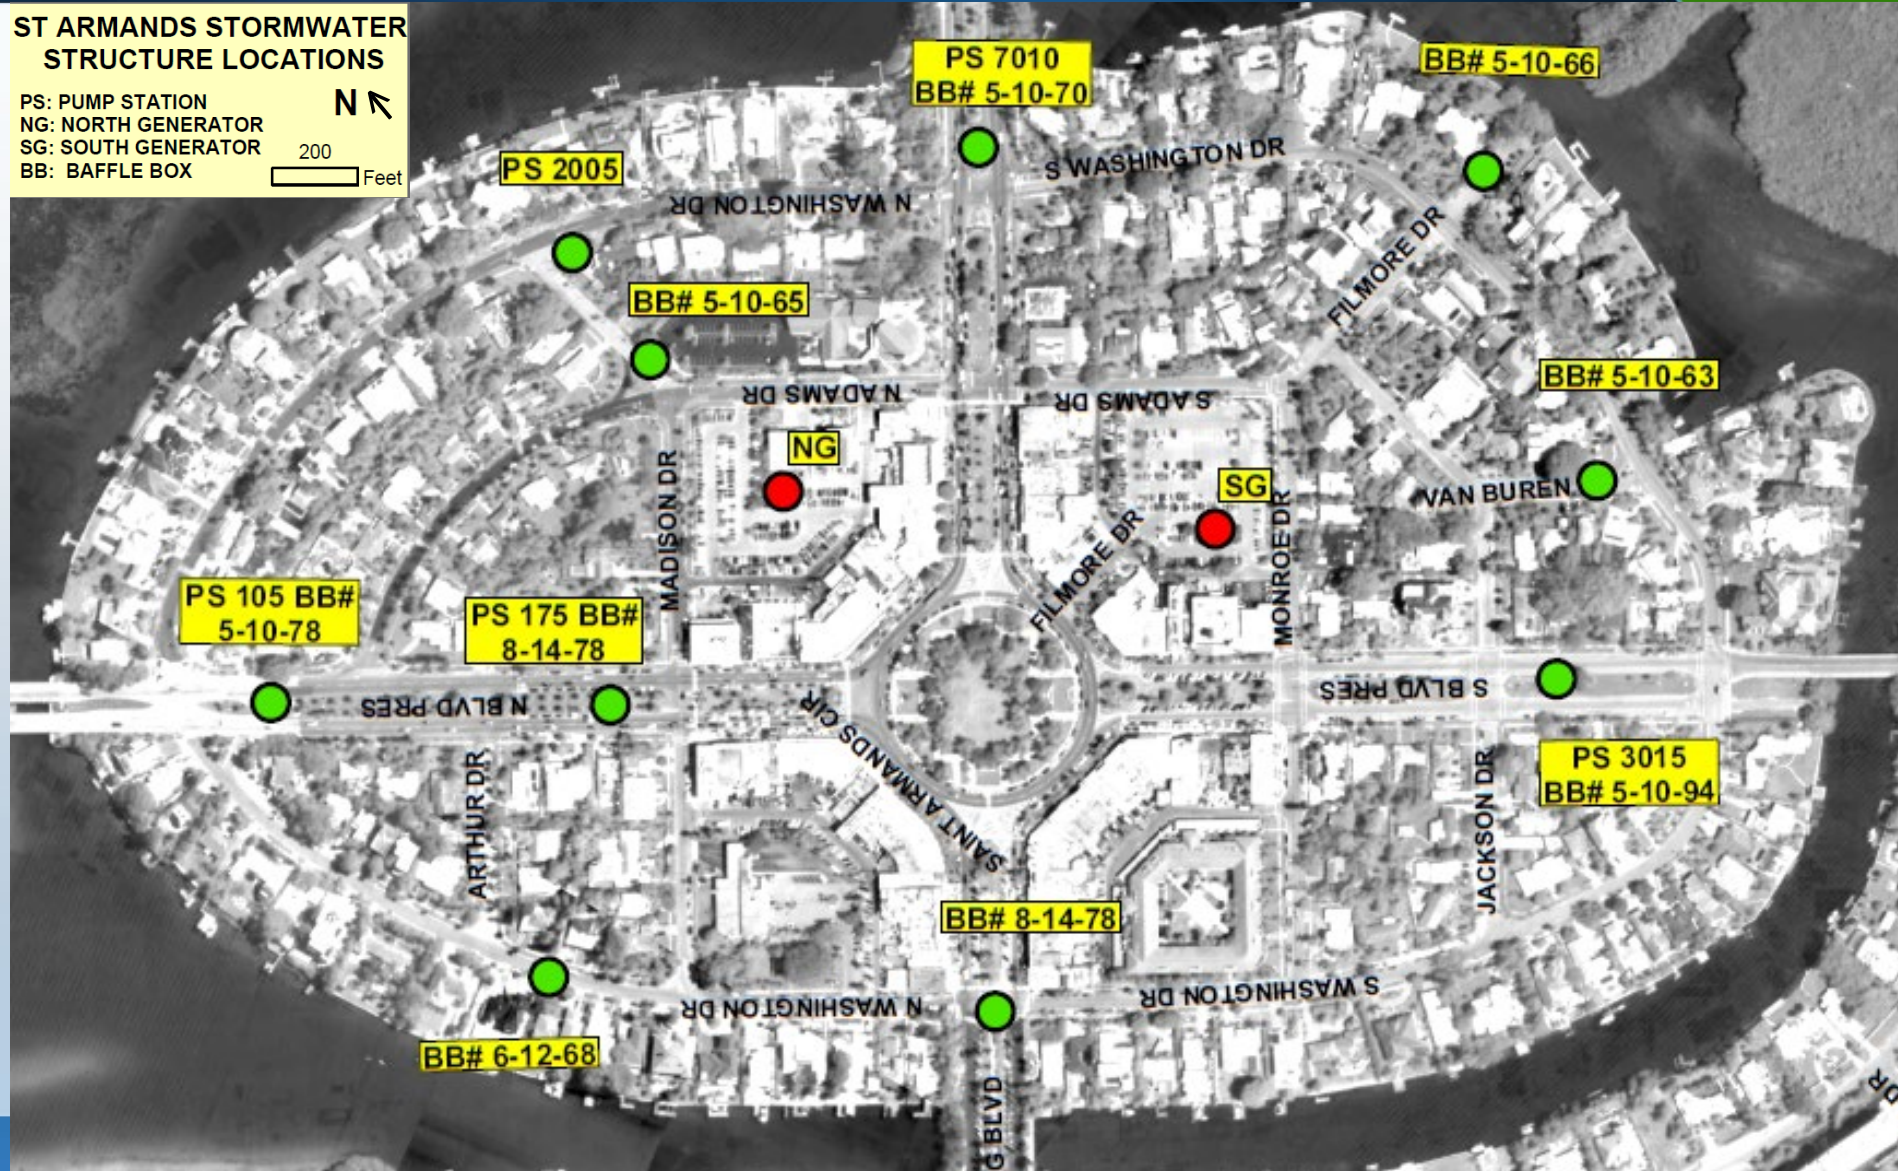 ST ARMANDS STORMWATER
STRUCTURE LOCATIONS
PS: PUMP STATION
NG: NORTH GENERATOR
SG: SOUTH GENERATOR
BB: BAFFLE BOX
N
200
Feet
PS 7010
BB# 5-10-70
BB# 5-10-66
PS 2005
S WASHINGTON DR
N WASHINGTON DR
FILMORE DR
BB# 5-10-65
BB# 5-10-63
N ADAMS DR
S ADAMS DR
NG
SG
VAN BUREN
MADISON DR
FILMORE DR
MONROE DR
PS 105 BB#
5-10-78
PS 175 BB#
8-14-78
N BLVD PRES
S BLVD PRES
SAINT ARMANDS CIR
PS 3015
BB# 5-10-94
ARTHUR DR
JACKSON DR
BB# 8-14-78
N WASHINGTON DR
S WASHINGTON DR
BB# 6-12-68
G BLVD
DR